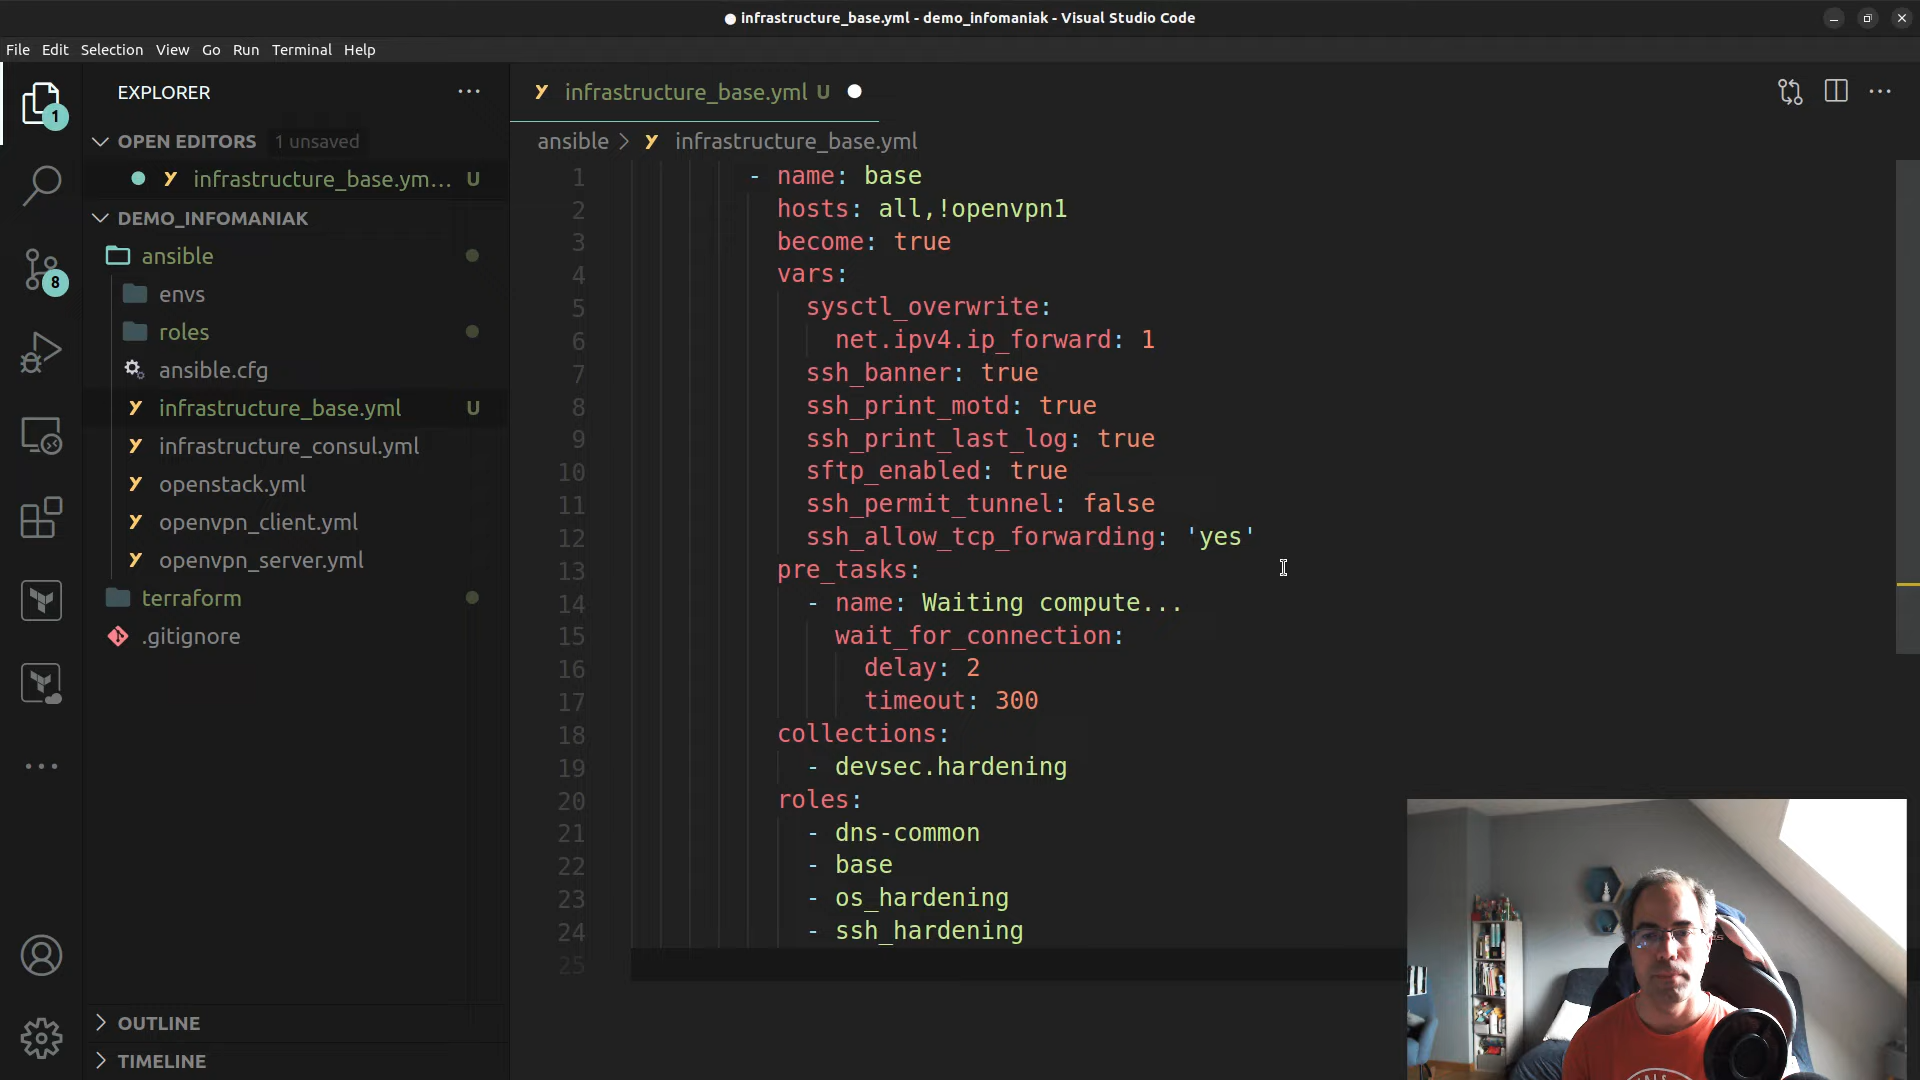 ● infrastructure_base.yml - demo_infomaniak - Visual Studio Code
File Edit Selection View Go Run Terminal Help
EXPLORER
OPEN EDITORS 1 unsaved
infrastructure_base.ym... U
DEMO_INFOMANIAK
ansible
envs
roles
ansible.cfg
infrastructure_base.yml U
infrastructure_consul.yml
openstack.yml
openvpn_client.yml
openvpn_server.yml
terraform
.gitignore
OUTLINE
TIMELINE
1
8
infrastructure_base.yml U
ansible > infrastructure_base.yml
1 - name: base
2 hosts: all,!openvpn1
3 become: true
4 vars:
5 sysctl_overwrite:
6 net.ipv4.ip_forward: 1
7 ssh_banner: true
8 ssh_print_motd: true
9 ssh_print_last_log: true
10 sftp_enabled: true
11 ssh_permit_tunnel: false
12 ssh_allow_tcp_forwarding: 'yes'
13 pre_tasks:
14 - name: Waiting compute...
15 wait_for_connection:
16 delay: 2
17 timeout: 300
18 collections:
19 - devsec.hardening
20 roles:
21 - dns-common
22 - base
23 - os_hardening
24 - ssh_hardening
25